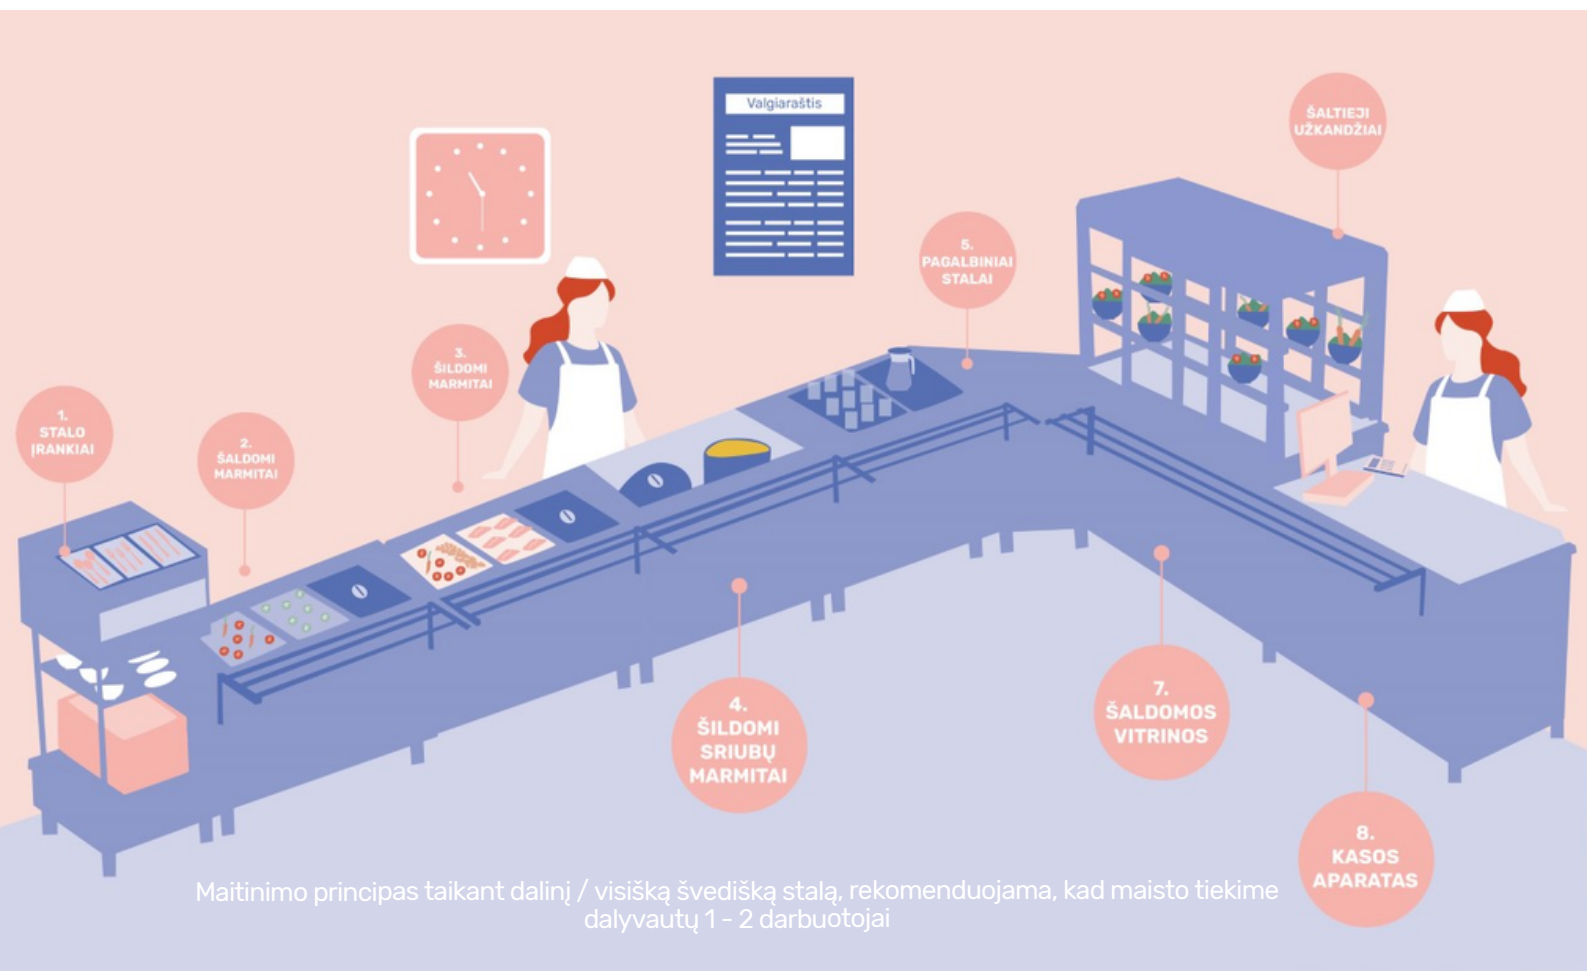 Valgiaraštis
ŠALTIEJI
UŽKANDŽIAI
5.
PAGALBINIAI
STALAI
3.
ŠILDOMI
MARMITAI
1.
STALO
ĮRANKIAI
2.
ŠALDOMI
MARMITAI
4.
ŠILDOMI
SRIUBŲ
MARMITAI
7.
ŠALDOMOS
VITRINOS
8.
KASOS
APARATAS
Maitinimo principas taikant dalinį / visišką švedišką stalą, rekomenduojama, kad maisto tiekime
dalyvautų 1 - 2 darbuotojai